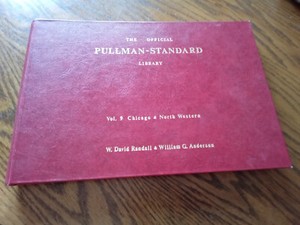 THE OFFICIAL
PULLMAN-STANDARD
LIBRARY
Vol. 9 Chicago & North Western
W. David Randall & William G. Anderson